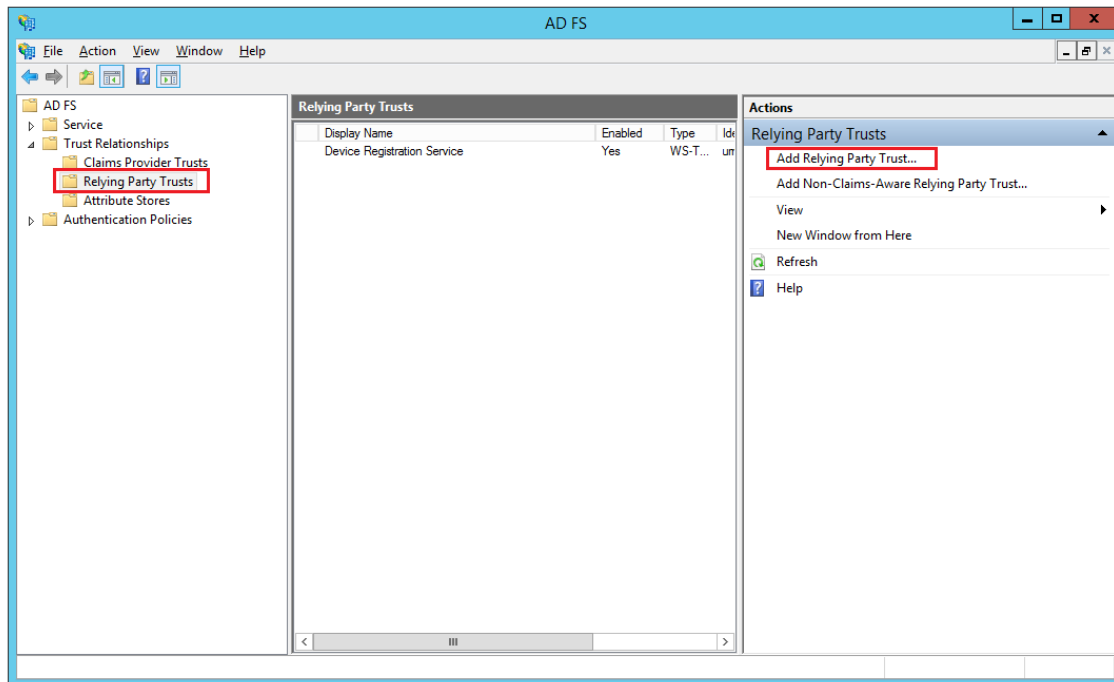 AD FS
File Action View Window Help
AD FS
Service
Trust Relationships
Claims Provider Trusts
Relying Party Trusts
Attribute Stores
Authentication Policies
Relying Party Trusts
Display Name Enabled Type Ide
Device Registration Service Yes WS-T... urr
Actions
Relying Party Trusts
Add Relying Party Trust...
Add Non-Claims-Aware Relying Party Trust...
View
New Window from Here
Refresh
Help